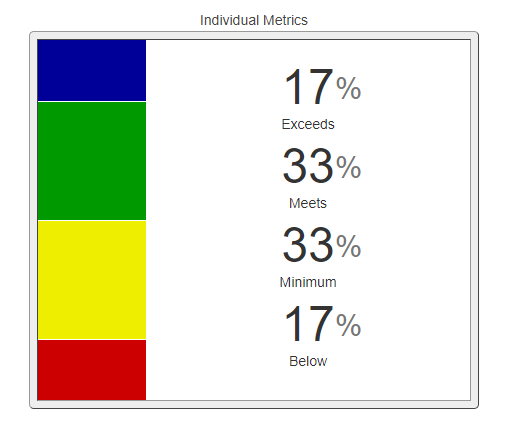 Individual Metrics
17%
Exceeds
33%
Meets
33%
Minimum
17%
Below